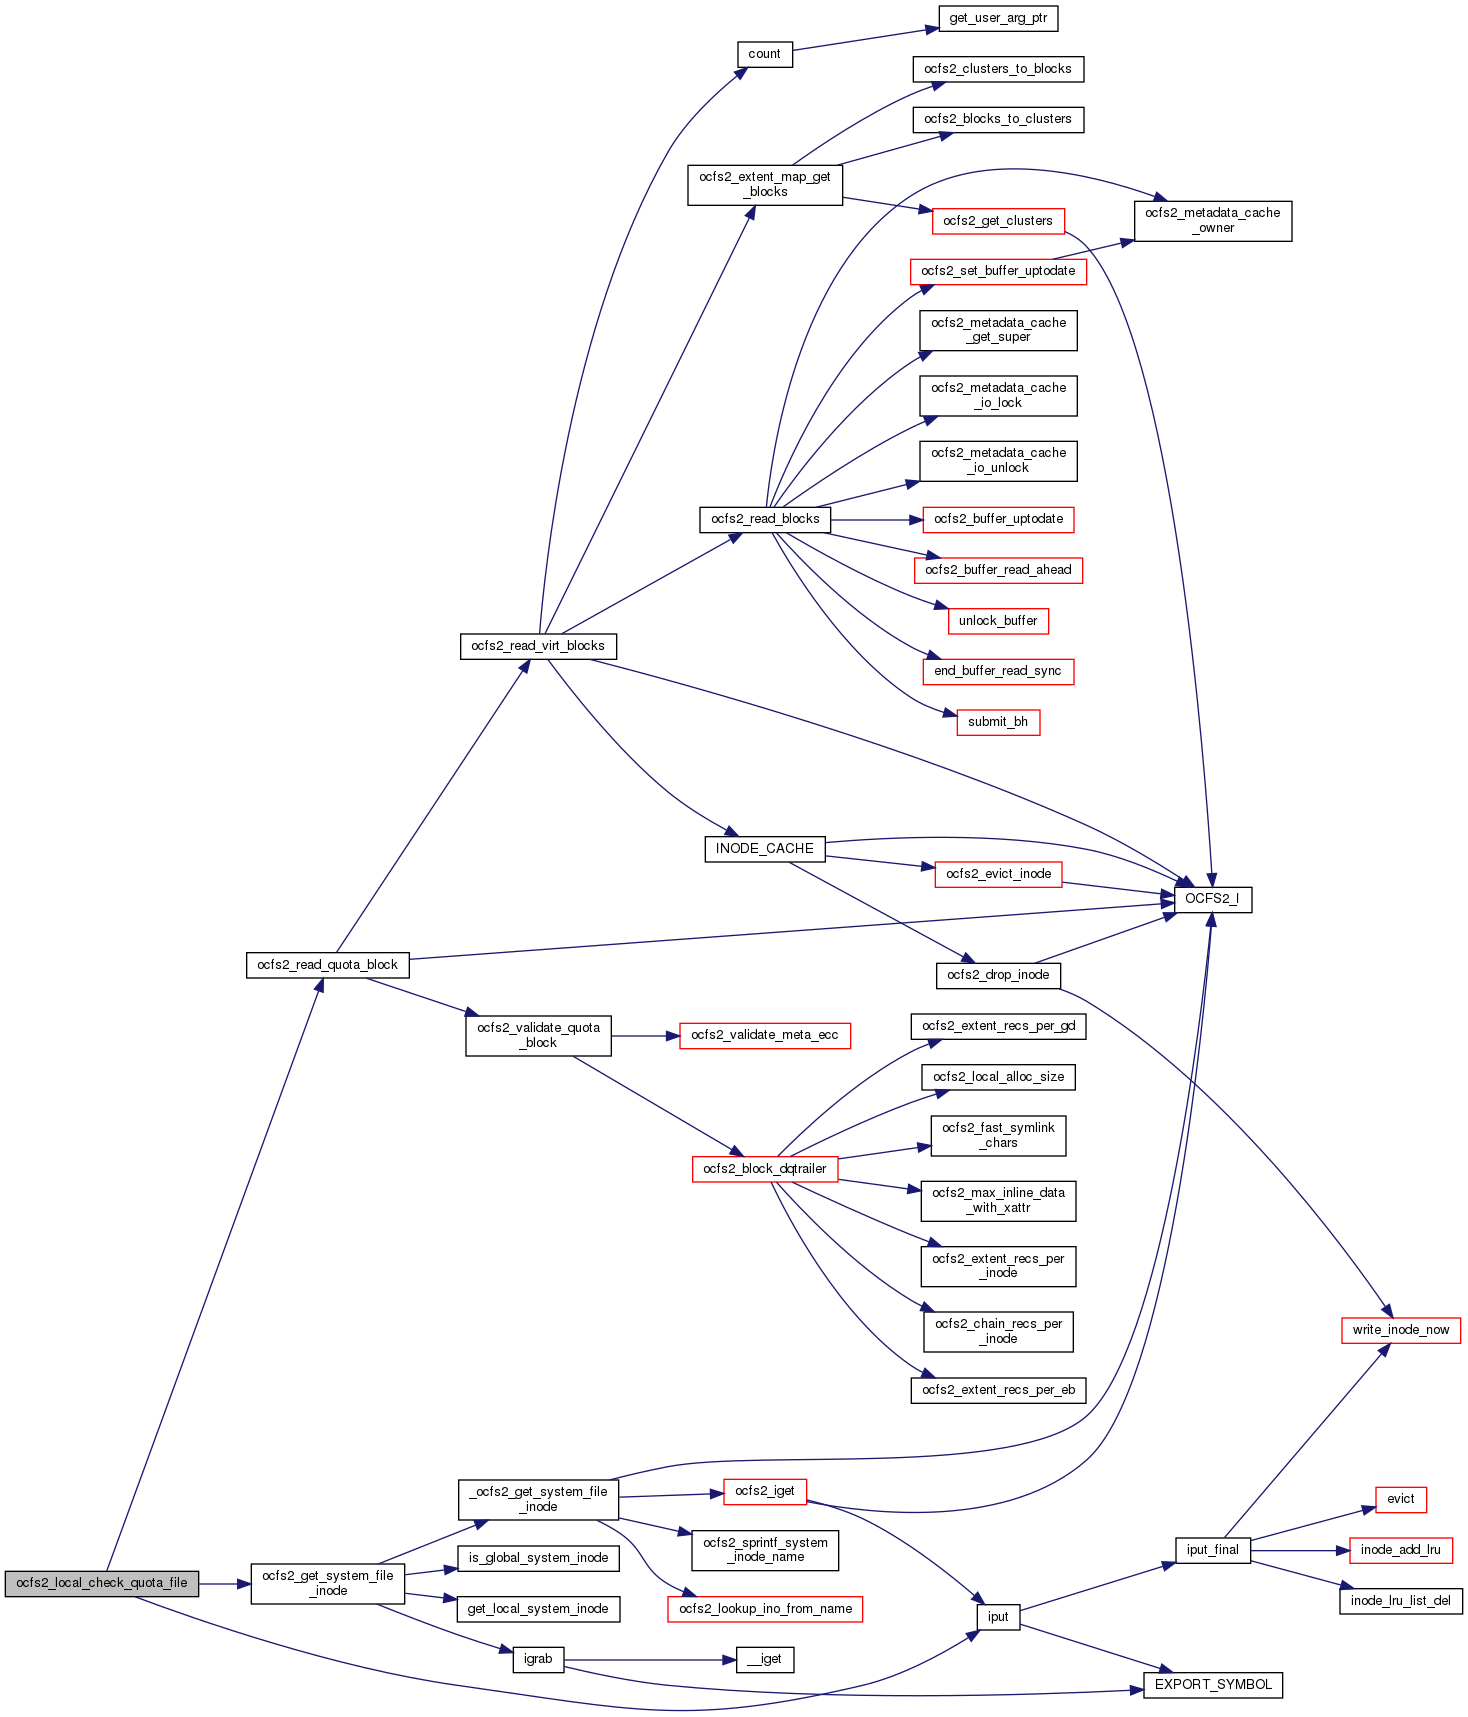 get_user_arg_ptr
count
ocfs2_clusters_to_blocks
ocfs2_blocks_to_clusters
ocfs2_extent_map_get
_blocks
ocfs2_get_clusters
ocfs2_metadata_cache
_owner
ocfs2_set_buffer_uptodate
ocfs2_metadata_cache
_get_super
ocfs2_metadata_cache
_io_lock
ocfs2_metadata_cache
_io_unlock
ocfs2_read_blocks
ocfs2_buffer_uptodate
ocfs2_buffer_read_ahead
unlock_buffer
ocfs2_read_virt_blocks
end_buffer_read_sync
submit_bh
INODE_CACHE
ocfs2_evict_inode
OCFS2_I
ocfs2_read_quota_block
ocfs2_drop_inode
ocfs2_validate_quota
_block
ocfs2_validate_meta_ecc
ocfs2_extent_recs_per_gd
ocfs2_local_alloc_size
ocfs2_fast_symlink
_chars
ocfs2_block_dqtrailer
ocfs2_max_inline_data
_with_xattr
ocfs2_extent_recs_per
_inode
ocfs2_chain_recs_per
_inode
write_inode_now
ocfs2_extent_recs_per_eb
_ocfs2_get_system_file
_inode
ocfs2_iget
evict
ocfs2_sprintf_system
_inode_name
iput_final
inode_add_lru
is_global_system_inode
ocfs2_local_check_quota_file
ocfs2_get_system_file
_inode
inode_lru_list_del
get_local_system_inode
ocfs2_lookup_ino_from_name
iput
igrab
__iget
EXPORT_SYMBOL